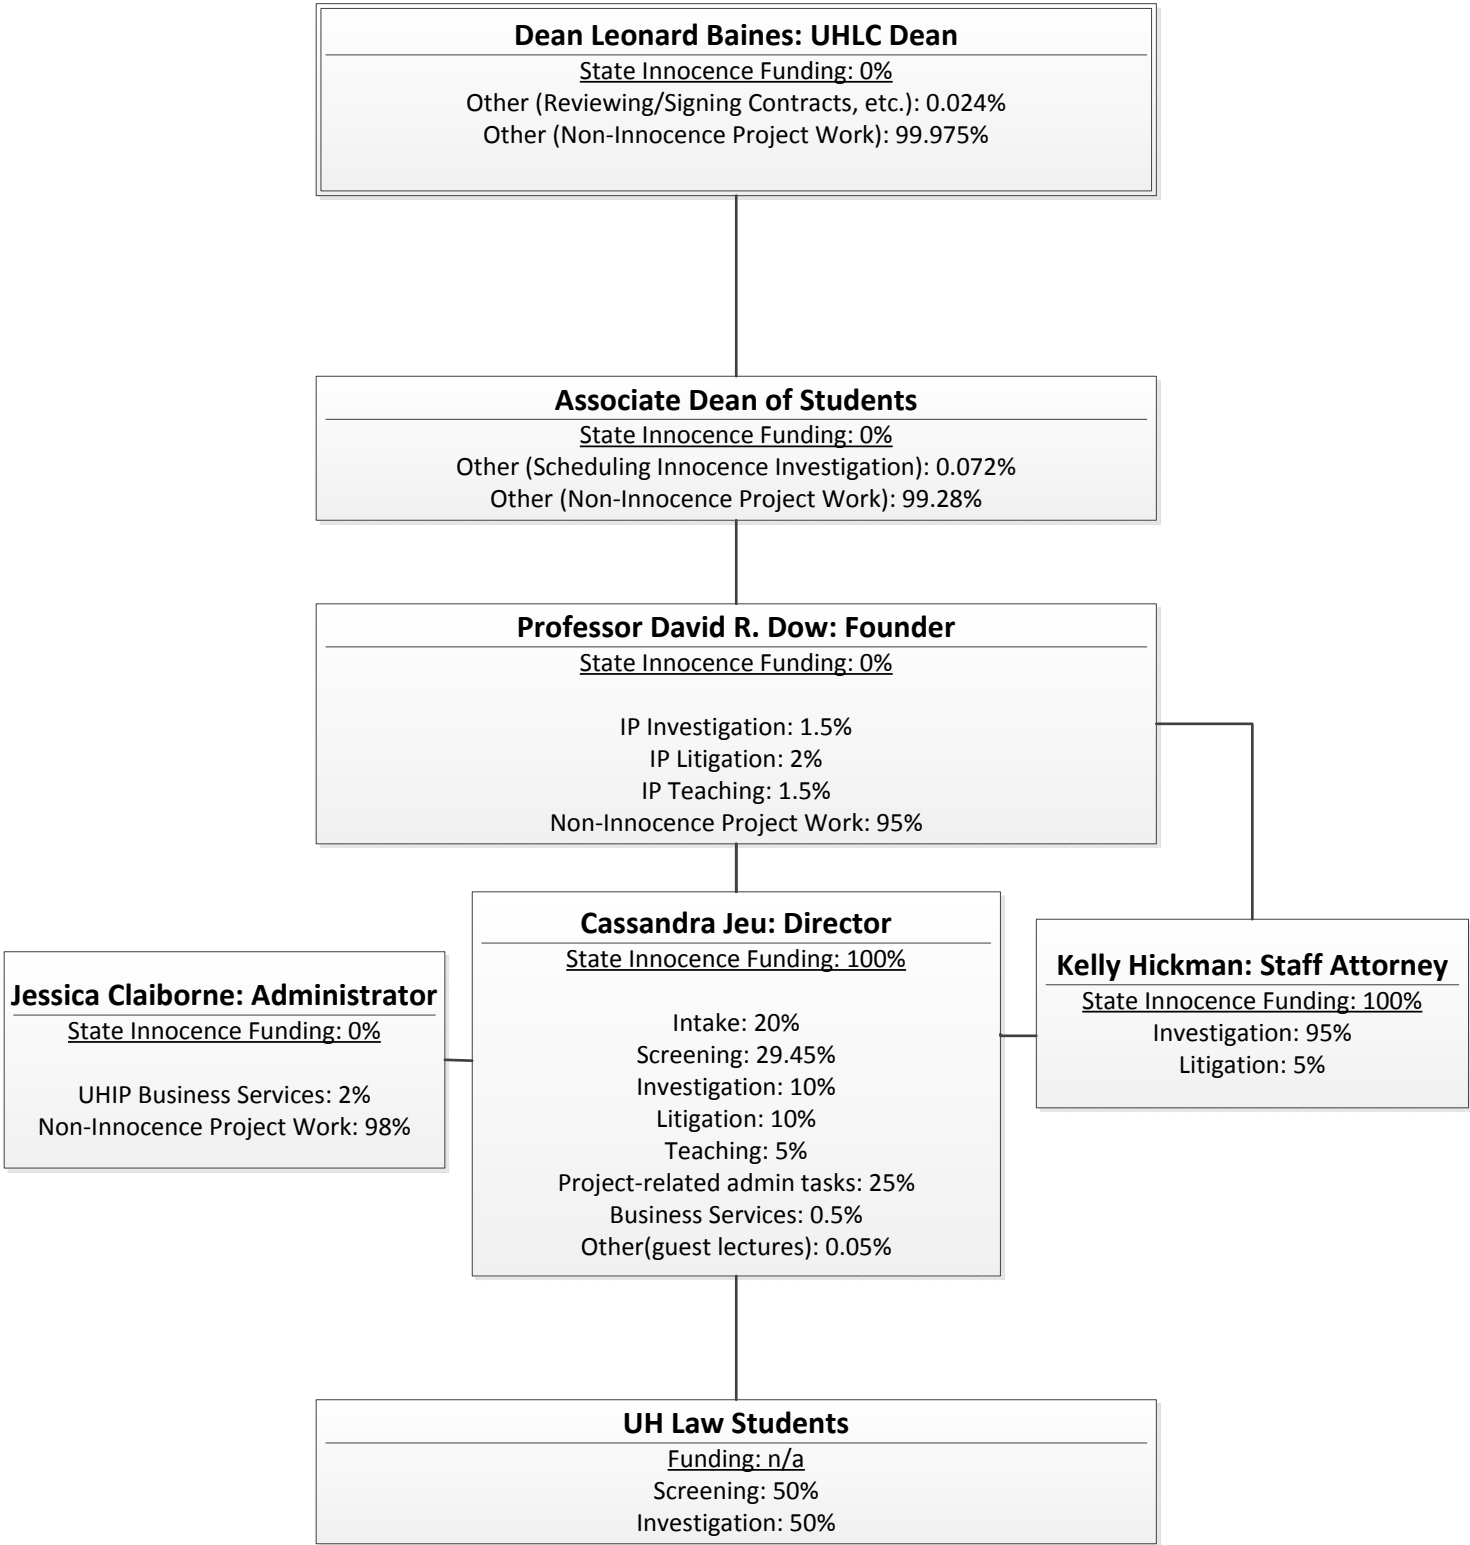 Dean Leonard Baines: UHLC Dean
State Innocence Funding: 0%
Other (Reviewing/Signing Contracts, etc.): 0.024%
Other (Non-Innocence Project Work): 99.975%
Associate Dean of Students
State Innocence Funding: 0%
Other (Scheduling Innocence Investigation): 0.072%
Other (Non-Innocence Project Work): 99.28%
Professor David R. Dow: Founder
State Innocence Funding: 0%
IP Investigation: 1.5%
IP Litigation: 2%
IP Teaching: 1.5%
Non-Innocence Project Work: 95%
Jessica Claiborne: Administrator
State Innocence Funding: 0%
UHIP Business Services: 2%
Non-Innocence Project Work: 98%
Cassandra Jeu: Director
State Innocence Funding: 100%
Intake: 20%
Screening: 29.45%
Investigation: 10%
Litigation: 10%
Teaching: 5%
Project-related admin tasks: 25%
Business Services: 0.5%
Other(guest lectures): 0.05%
Kelly Hickman: Staff Attorney
State Innocence Funding: 100%
Investigation: 95%
Litigation: 5%
UH Law Students
Funding: n/a
Screening: 50%
Investigation: 50%